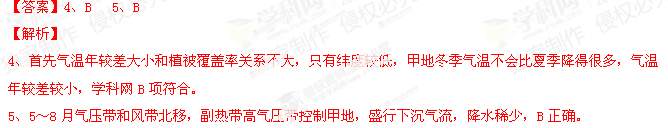 【答案】4、B 5、B
【解析】
4、首先气温年较差大小和植被覆盖率关系不大，只有纬度较低，甲地冬季气温不会比夏季降得很多，气温
年较差较小，学科网 B 项符合。
5、5～8 月气压带和风带北移，副热带高气压带控制甲地，盛行下沉气流，降水稀少，B 正确。